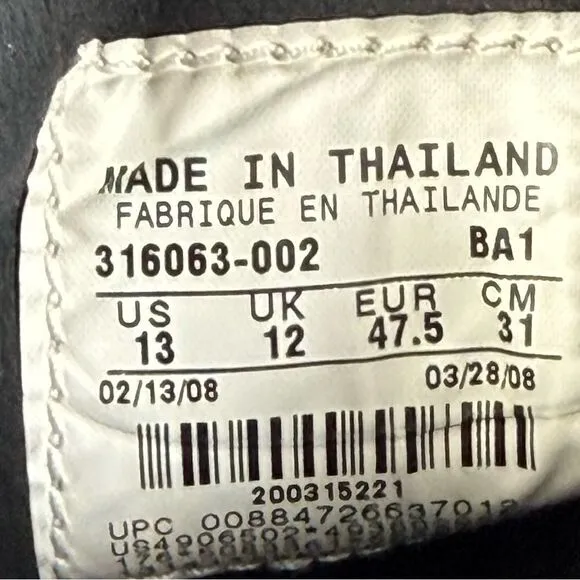 MADE IN THAILAND
FABRIQUE EN THAILANDE
316063-002 BA1
US UK EUR CM
13 12 47.5 31
02/13/08 03/28/08
200315221
UPC 00884726637012